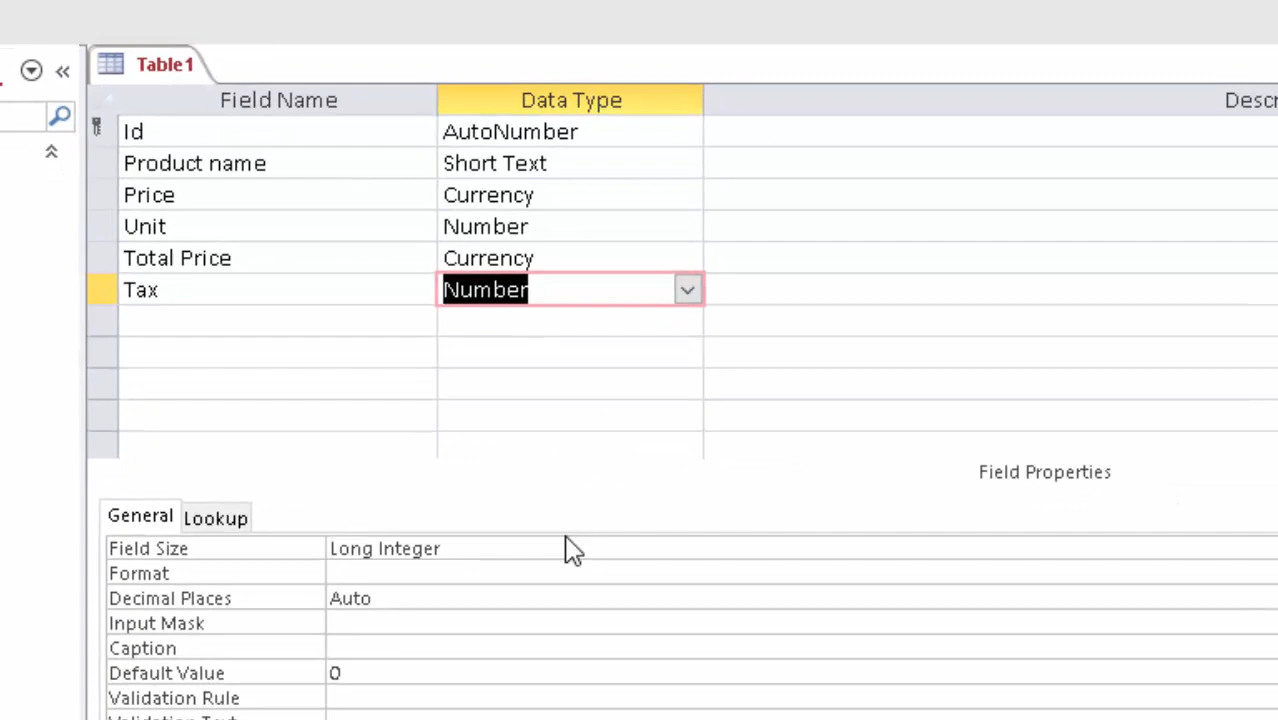 Table1
Field Name Data Type Descr
Id AutoNumber
Product name Short Text
Price Currency
Unit Number
Total Price Currency
Tax Number
Field Properties
General Lookup
Field Size Long Integer
Format
Decimal Places Auto
Input Mask
Caption
Default Value 0
Validation Rule
Validation Text